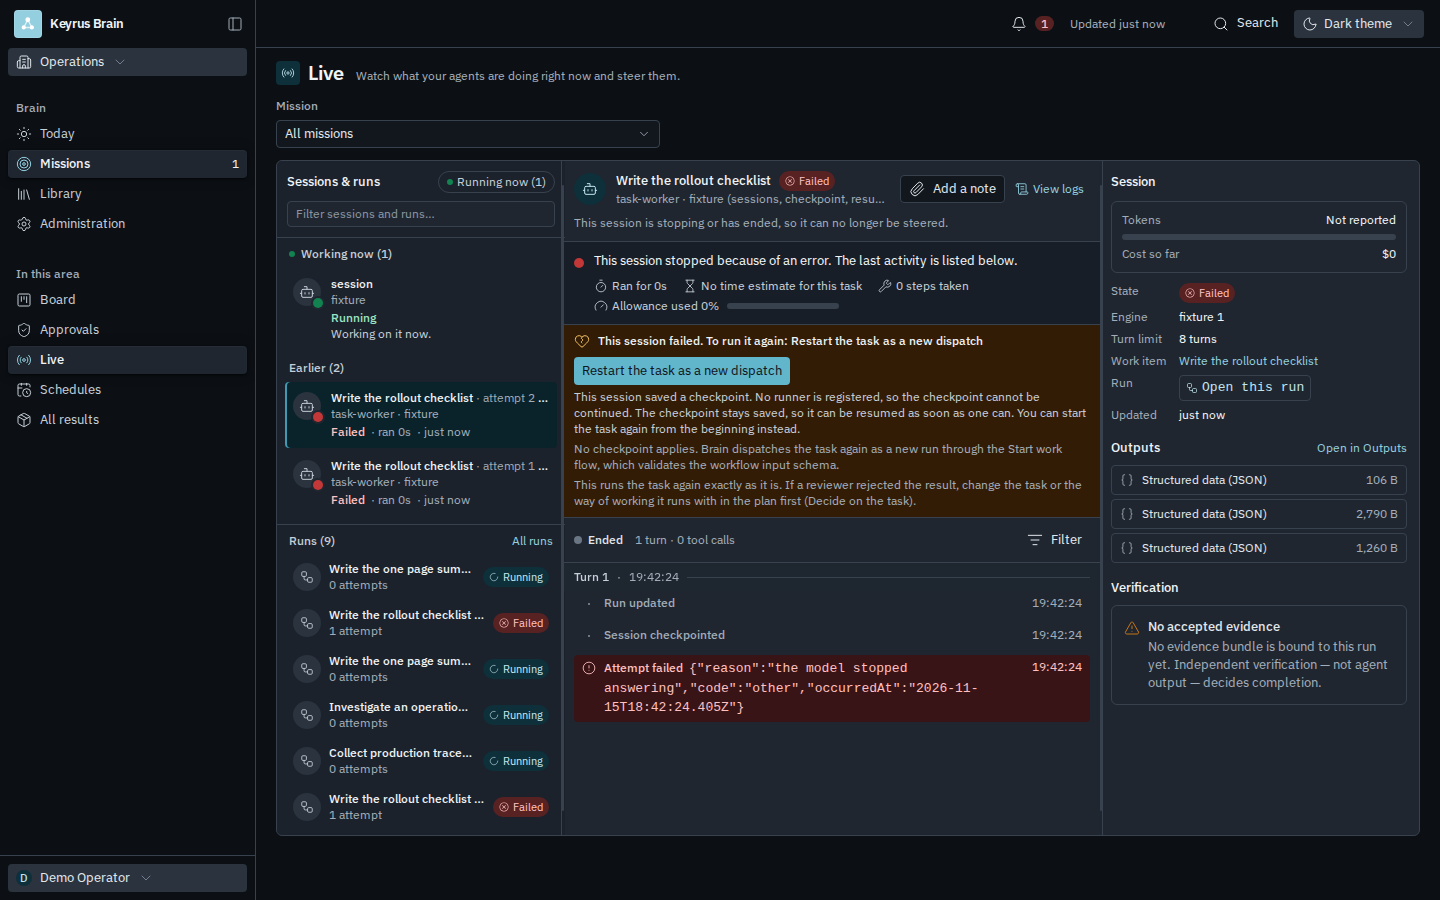 Keyrus Brain
1
Updated just now
Search
Dark theme
Operations
Brain
Today
Missions
1
Library
Administration
In this area
Board
Approvals
Live
Schedules
All results
D
Demo Operator
Live
Watch what your agents are doing right now and steer them.
Mission
All missions
Sessions & runs
Running now (1)
Filter sessions and runs...
Working now (1)
session
fixture
Running
Working on it now.
Earlier (2)
Write the rollout checklist · attempt 2 ...
task-worker · fixture
Failed · ran 0s · just now
Write the rollout checklist · attempt 1 ...
task-worker · fixture
Failed · ran 0s · just now
Runs (9)
All runs
Write the one page sum...
0 attempts
Running
Write the rollout checklist ...
1 attempt
Failed
Write the one page sum...
0 attempts
Running
Investigate an operatio...
0 attempts
Running
Collect production trace...
0 attempts
Running
Write the rollout checklist ...
1 attempt
Failed
Write the rollout checklist
Failed
task-worker · fixture (sessions, checkpoint, resu...
Add a note
View logs
This session is stopping or has ended, so it can no longer be steered.
This session stopped because of an error. The last activity is listed below.
Ran for 0s
No time estimate for this task
0 steps taken
Allowance used 0%
This session failed. To run it again: Restart the task as a new dispatch
Restart the task as a new dispatch
This session saved a checkpoint. No runner is registered, so the checkpoint cannot be
continued. The checkpoint stays saved, so it can be resumed as soon as one can. You can start
the task again from the beginning instead.
No checkpoint applies. Brain dispatches the task again as a new run through the Start work
flow, which validates the workflow input schema.
This runs the task again exactly as it is. If a reviewer rejected the result, change the task or the
way of working it runs with in the plan first (Decide on the task).
Ended
1 turn · 0 tool calls
Filter
Turn 1 · 19:42:24
· Run updated
19:42:24
· Session checkpointed
19:42:24
Attempt failed {"reason":"the model stopped
answering","code":"other","occurredAt":"2026-11-
15T18:42:24.405Z"}
19:42:24
Session
Tokens
Not reported
Cost so far
$0
State
Failed
Engine
fixture 1
Turn limit
8 turns
Work item
Write the rollout checklist
Run
Open this run
Updated
just now
Outputs
Open in Outputs
{ } Structured data (JSON)
106 B
{ } Structured data (JSON)
2,790 B
{ } Structured data (JSON)
1,260 B
Verification
No accepted evidence
No evidence bundle is bound to this run
yet. Independent verification — not agent
output — decides completion.